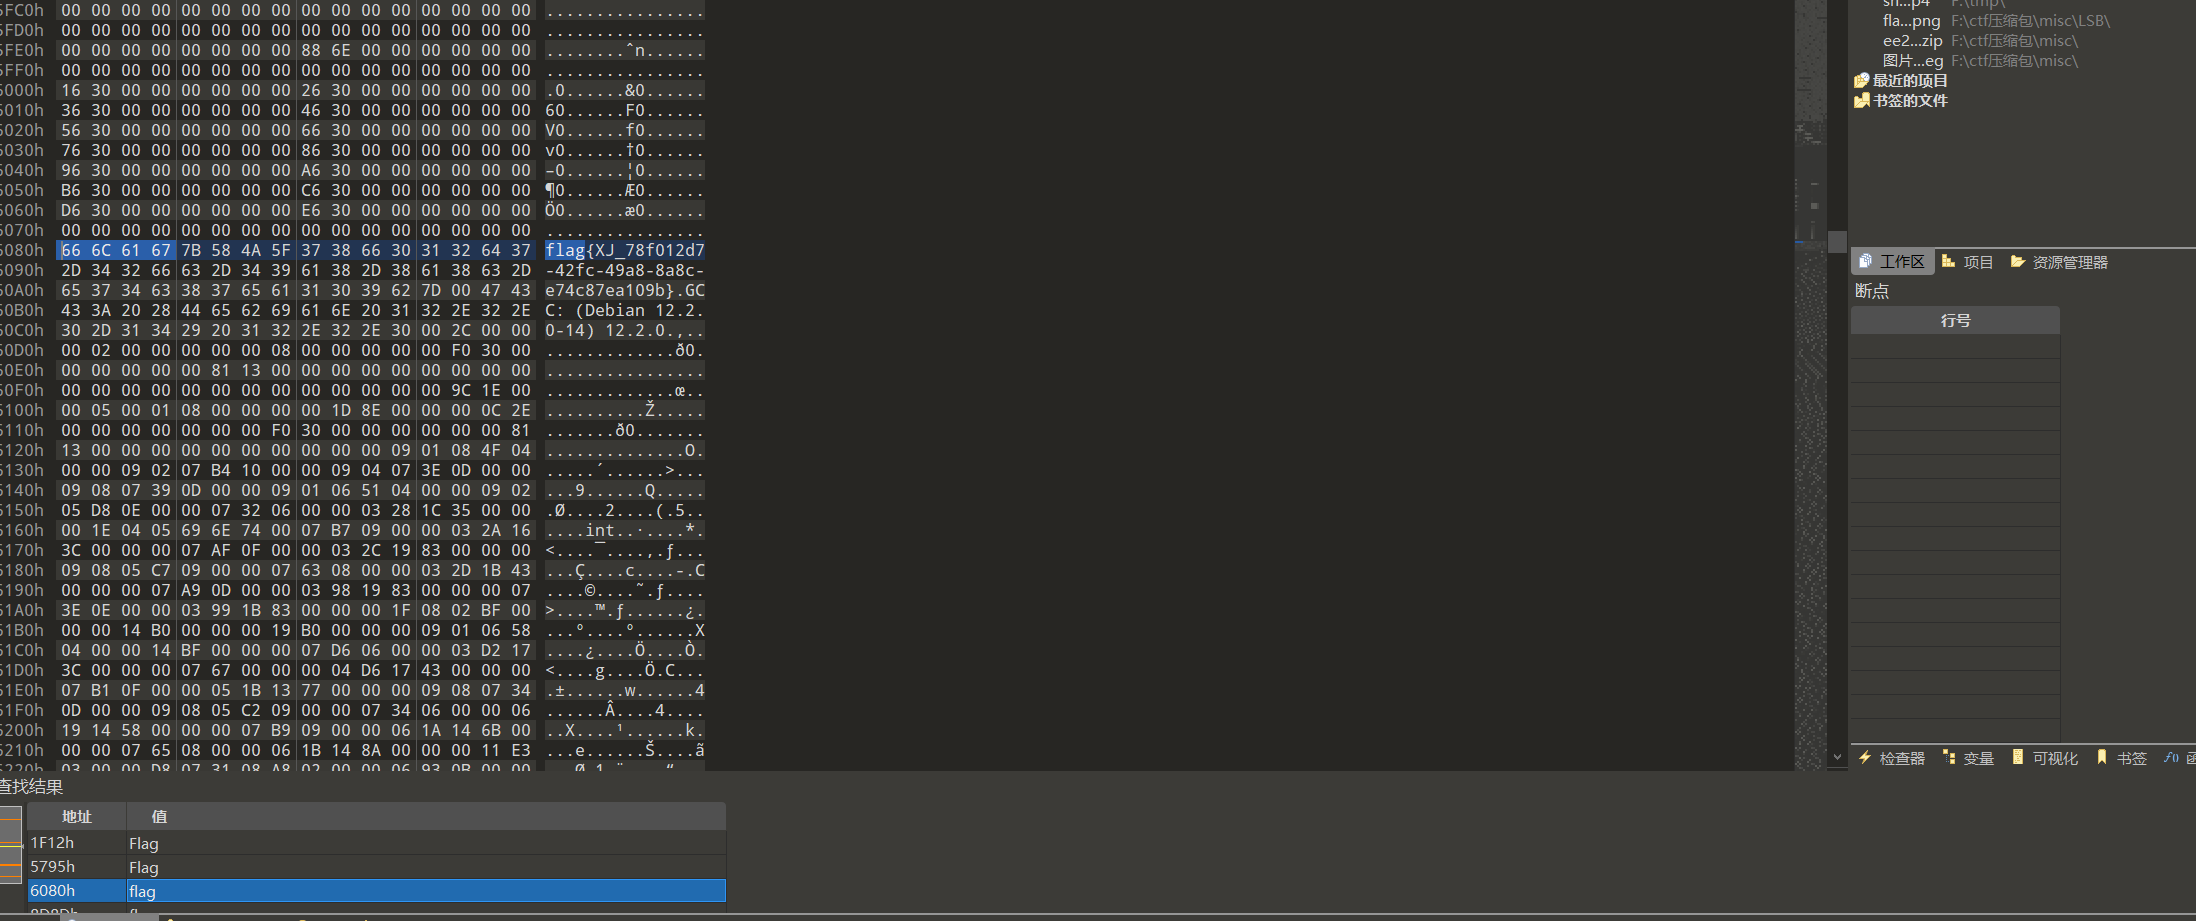 5FC0h 00 00 00 00 00 00 00 00 00 00 00 00 00 00 00 00 ................
5FD0h 00 00 00 00 00 00 00 00 00 00 00 00 00 00 00 00 ................
5FE0h 00 00 00 00 00 00 00 00 88 6E 00 00 00 00 00 00 ........ˆn......
5FF0h 00 00 00 00 00 00 00 00 00 00 00 00 00 00 00 00 ................
6000h 16 30 00 00 00 00 00 00 26 30 00 00 00 00 00 00 .0......&0......
6010h 36 30 00 00 00 00 00 00 46 30 00 00 00 00 00 00 60......F0......
6020h 56 30 00 00 00 00 00 00 66 30 00 00 00 00 00 00 V0......f0......
6030h 76 30 00 00 00 00 00 00 86 30 00 00 00 00 00 00 v0......†0......
6040h 96 30 00 00 00 00 00 00 A6 30 00 00 00 00 00 00 –0......¦0......
6050h B6 30 00 00 00 00 00 00 C6 30 00 00 00 00 00 00 ¶0......Æ0......
6060h D6 30 00 00 00 00 00 00 E6 30 00 00 00 00 00 00 Ö0......æ0......
6070h 00 00 00 00 00 00 00 00 00 00 00 00 00 00 00 00 ................
6080h 66 6C 61 67 7B 58 4A 5F 37 38 66 30 31 32 64 37 flag{XJ_78f012d7
6090h 2D 34 32 66 63 2D 34 39 61 38 2D 38 61 38 63 2D -42fc-49a8-8a8c-
60A0h 65 37 34 63 38 37 65 61 31 30 39 62 7D 00 47 43 e74c87ea109b}.GC
60B0h 43 3A 20 28 44 65 62 69 61 6E 20 31 32 2E 32 2E C: (Debian 12.2.
60C0h 30 2D 31 34 29 20 31 32 2E 32 2E 30 00 2C 00 00 0-14) 12.2.0.,..
60D0h 00 02 00 00 00 00 00 08 00 00 00 00 00 F0 30 00 .............ð0.
60E0h 00 00 00 00 00 81 13 00 00 00 00 00 00 00 00 00 ................
60F0h 00 00 00 00 00 00 00 00 00 00 00 00 00 9C 1E 00 .............œ..
6100h 00 05 00 01 08 00 00 00 00 1D 8E 00 00 00 0C 2E ..........Ž.....
6110h 00 00 00 00 00 00 00 F0 30 00 00 00 00 00 00 81 .......ð0.......
6120h 13 00 00 00 00 00 00 00 00 00 00 09 01 08 4F 04 ..............O.
6130h 00 00 09 02 07 B4 10 00 00 09 04 07 3E 0D 00 00 .....´......>...
6140h 09 08 07 39 0D 00 00 09 01 06 51 04 00 00 09 02 ...9......Q.....
6150h 05 D8 0E 00 00 07 32 06 00 00 03 28 1C 35 00 00 .Ø....2....(.5..
6160h 00 1E 04 05 69 6E 74 00 07 B7 09 00 00 03 2A 16 ....int..·....*.
6170h 3C 00 00 00 07 AF 0F 00 00 03 2C 19 83 00 00 00 <....¯....,.ƒ...
6180h 09 08 05 C7 09 00 00 07 63 08 00 00 03 2D 1B 43 ...Ç....c....-.C
6190h 00 00 00 07 A9 0D 00 00 03 98 19 83 00 00 00 07 ....©....˜.ƒ....
61A0h 3E 0E 00 00 03 99 1B 83 00 00 00 1F 08 02 BF 00 >....™.ƒ......¿.
61B0h 00 00 14 B0 00 00 00 19 B0 00 00 00 09 01 06 58 ...°....°......X
61C0h 04 00 00 14 BF 00 00 00 07 D6 06 00 00 03 D2 17 ....¿....Ö....Ò.
61D0h 3C 00 00 00 07 67 00 00 00 04 D6 17 43 00 00 00 <....g....Ö.C...
61E0h 07 B1 0F 00 00 05 1B 13 77 00 00 00 09 08 07 34 .±......w......4
61F0h 0D 00 00 09 08 05 C2 09 00 00 07 34 06 00 00 06 ......Â....4....
6200h 19 14 58 00 00 00 07 B9 09 00 00 06 1A 14 6B 00 ..X....¹......k.
6210h 00 00 07 65 08 00 00 06 1B 14 8A 00 00 00 11 E3 ...e......Š....ã
6220h 03 00 00 D8 07 31 08 A8 02 00 00 06 93 0B 00 00 ...Ø.1.¨....“...
sh...p4 F:\tmp\
fla...png F:\ctf压缩包\misc\LSB\
ee2...zip F:\ctf压缩包\misc\
图片...eg F:\ctf压缩包\misc\
最近的项目
书签的文件
工作区 项目 资源管理器
断点
行号
检查器 变量 可视化 书签 f()
查找结果
地址 值
1F12h Flag
5795h Flag
6080h flag